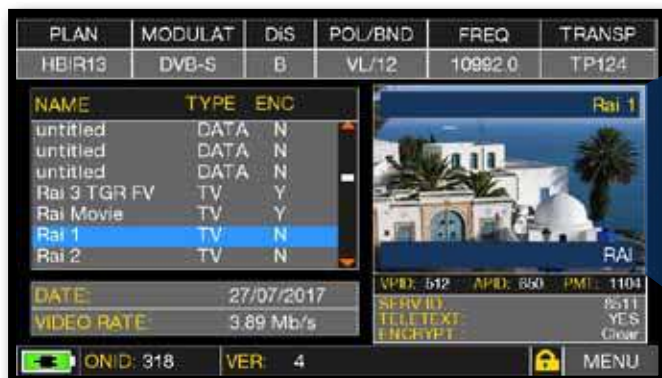 PLAN MODULAT DiS POL/BND FREQ TRANSP
HBIR13 DVB-S B VL/12 10992.0 TP124
NAME TYPE ENC
untitled DATA N
untitled DATA N
untitled DATA N
Rai 3 TGR FV TV Y
Rai Movie TV Y
Rai 1 TV N
Rai 2 TV N
Rai 1
RAI
DATE: 27/07/2017
VIDEO RATE: 3.89 Mb/s
VPID: 512 APID: 650 PMT: 1104
SERV ID: 8511
TELETEXT: YES
ENCRYPT: Clear
ONID: 318 VER: 4 MENU